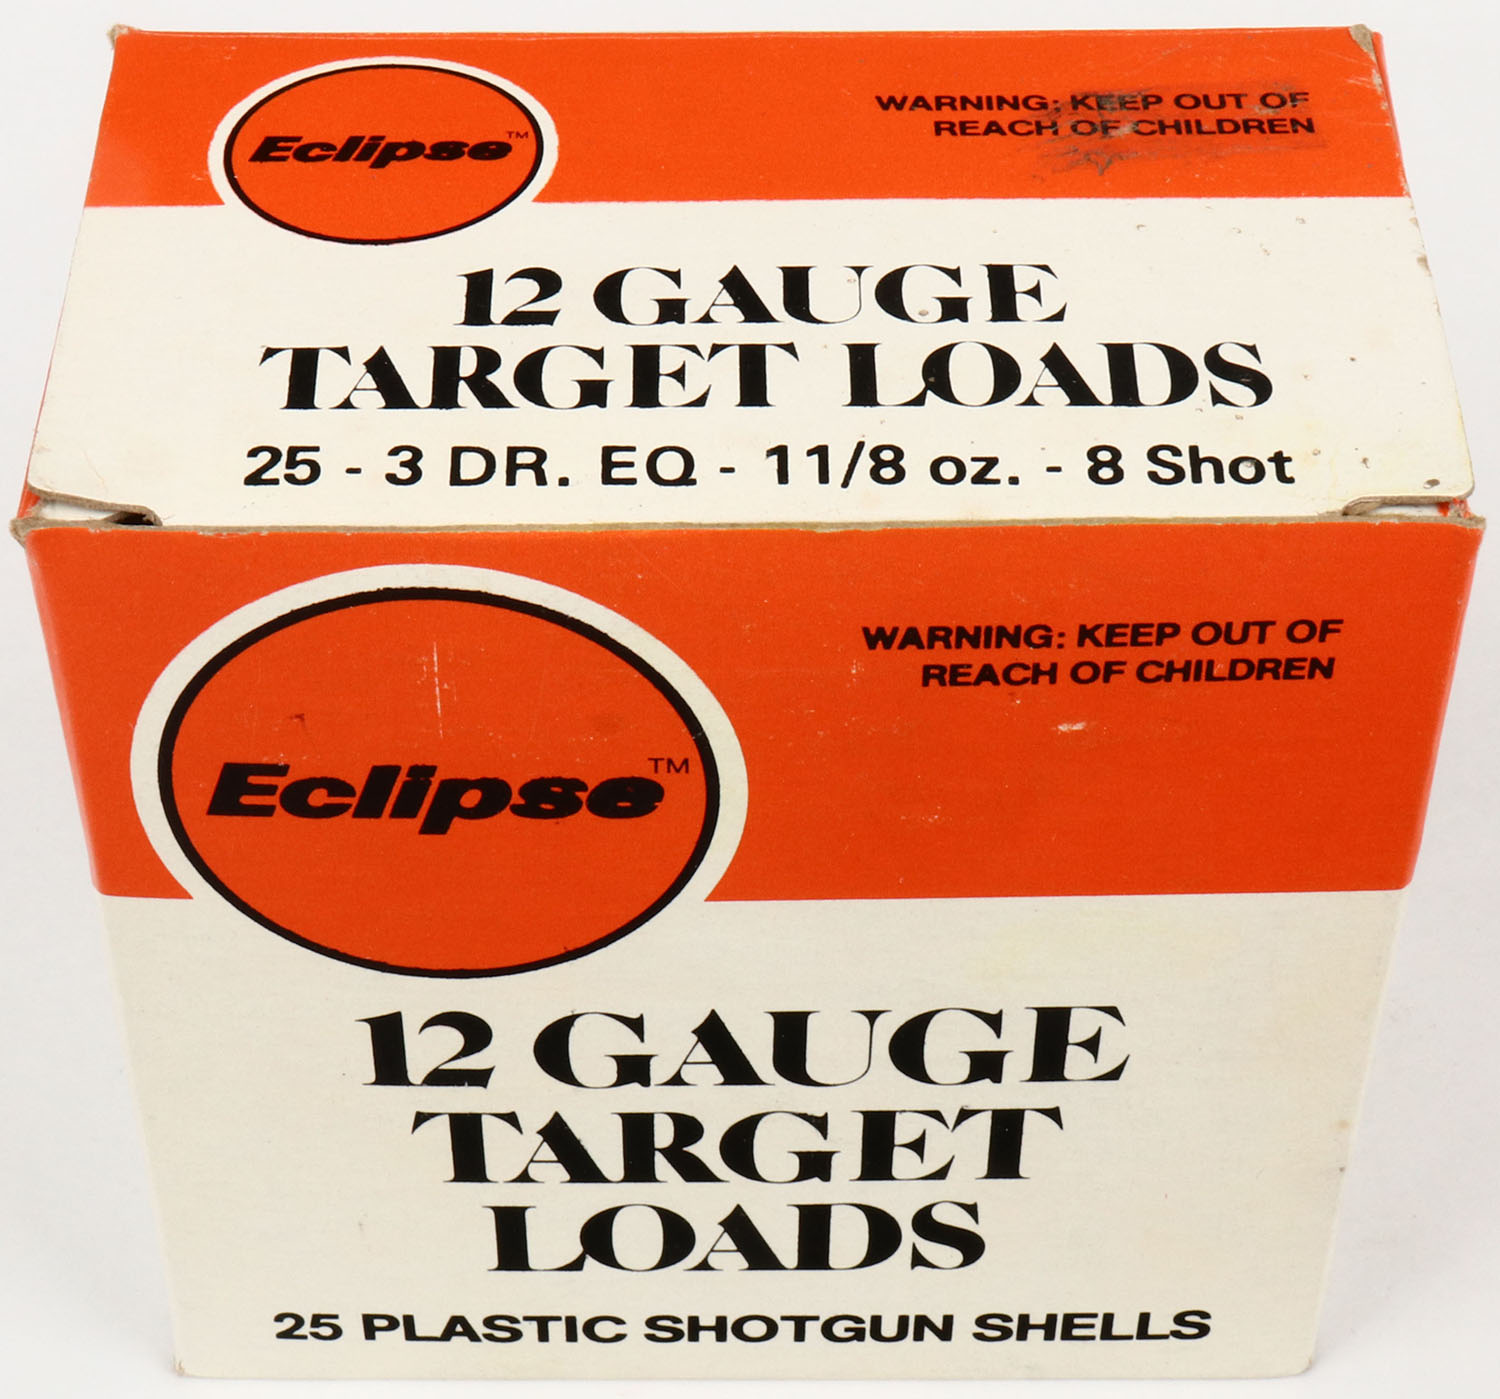 Eclipse™
WARNING: KEEP OUT OF
REACH OF CHILDREN
12 GAUGE
TARGET LOADS
25 - 3 DR. EQ - 11/8 oz. - 8 Shot
Eclipse™
WARNING: KEEP OUT OF
REACH OF CHILDREN
12 GAUGE
TARGET
LOADS
25 PLASTIC SHOTGUN SHELLS